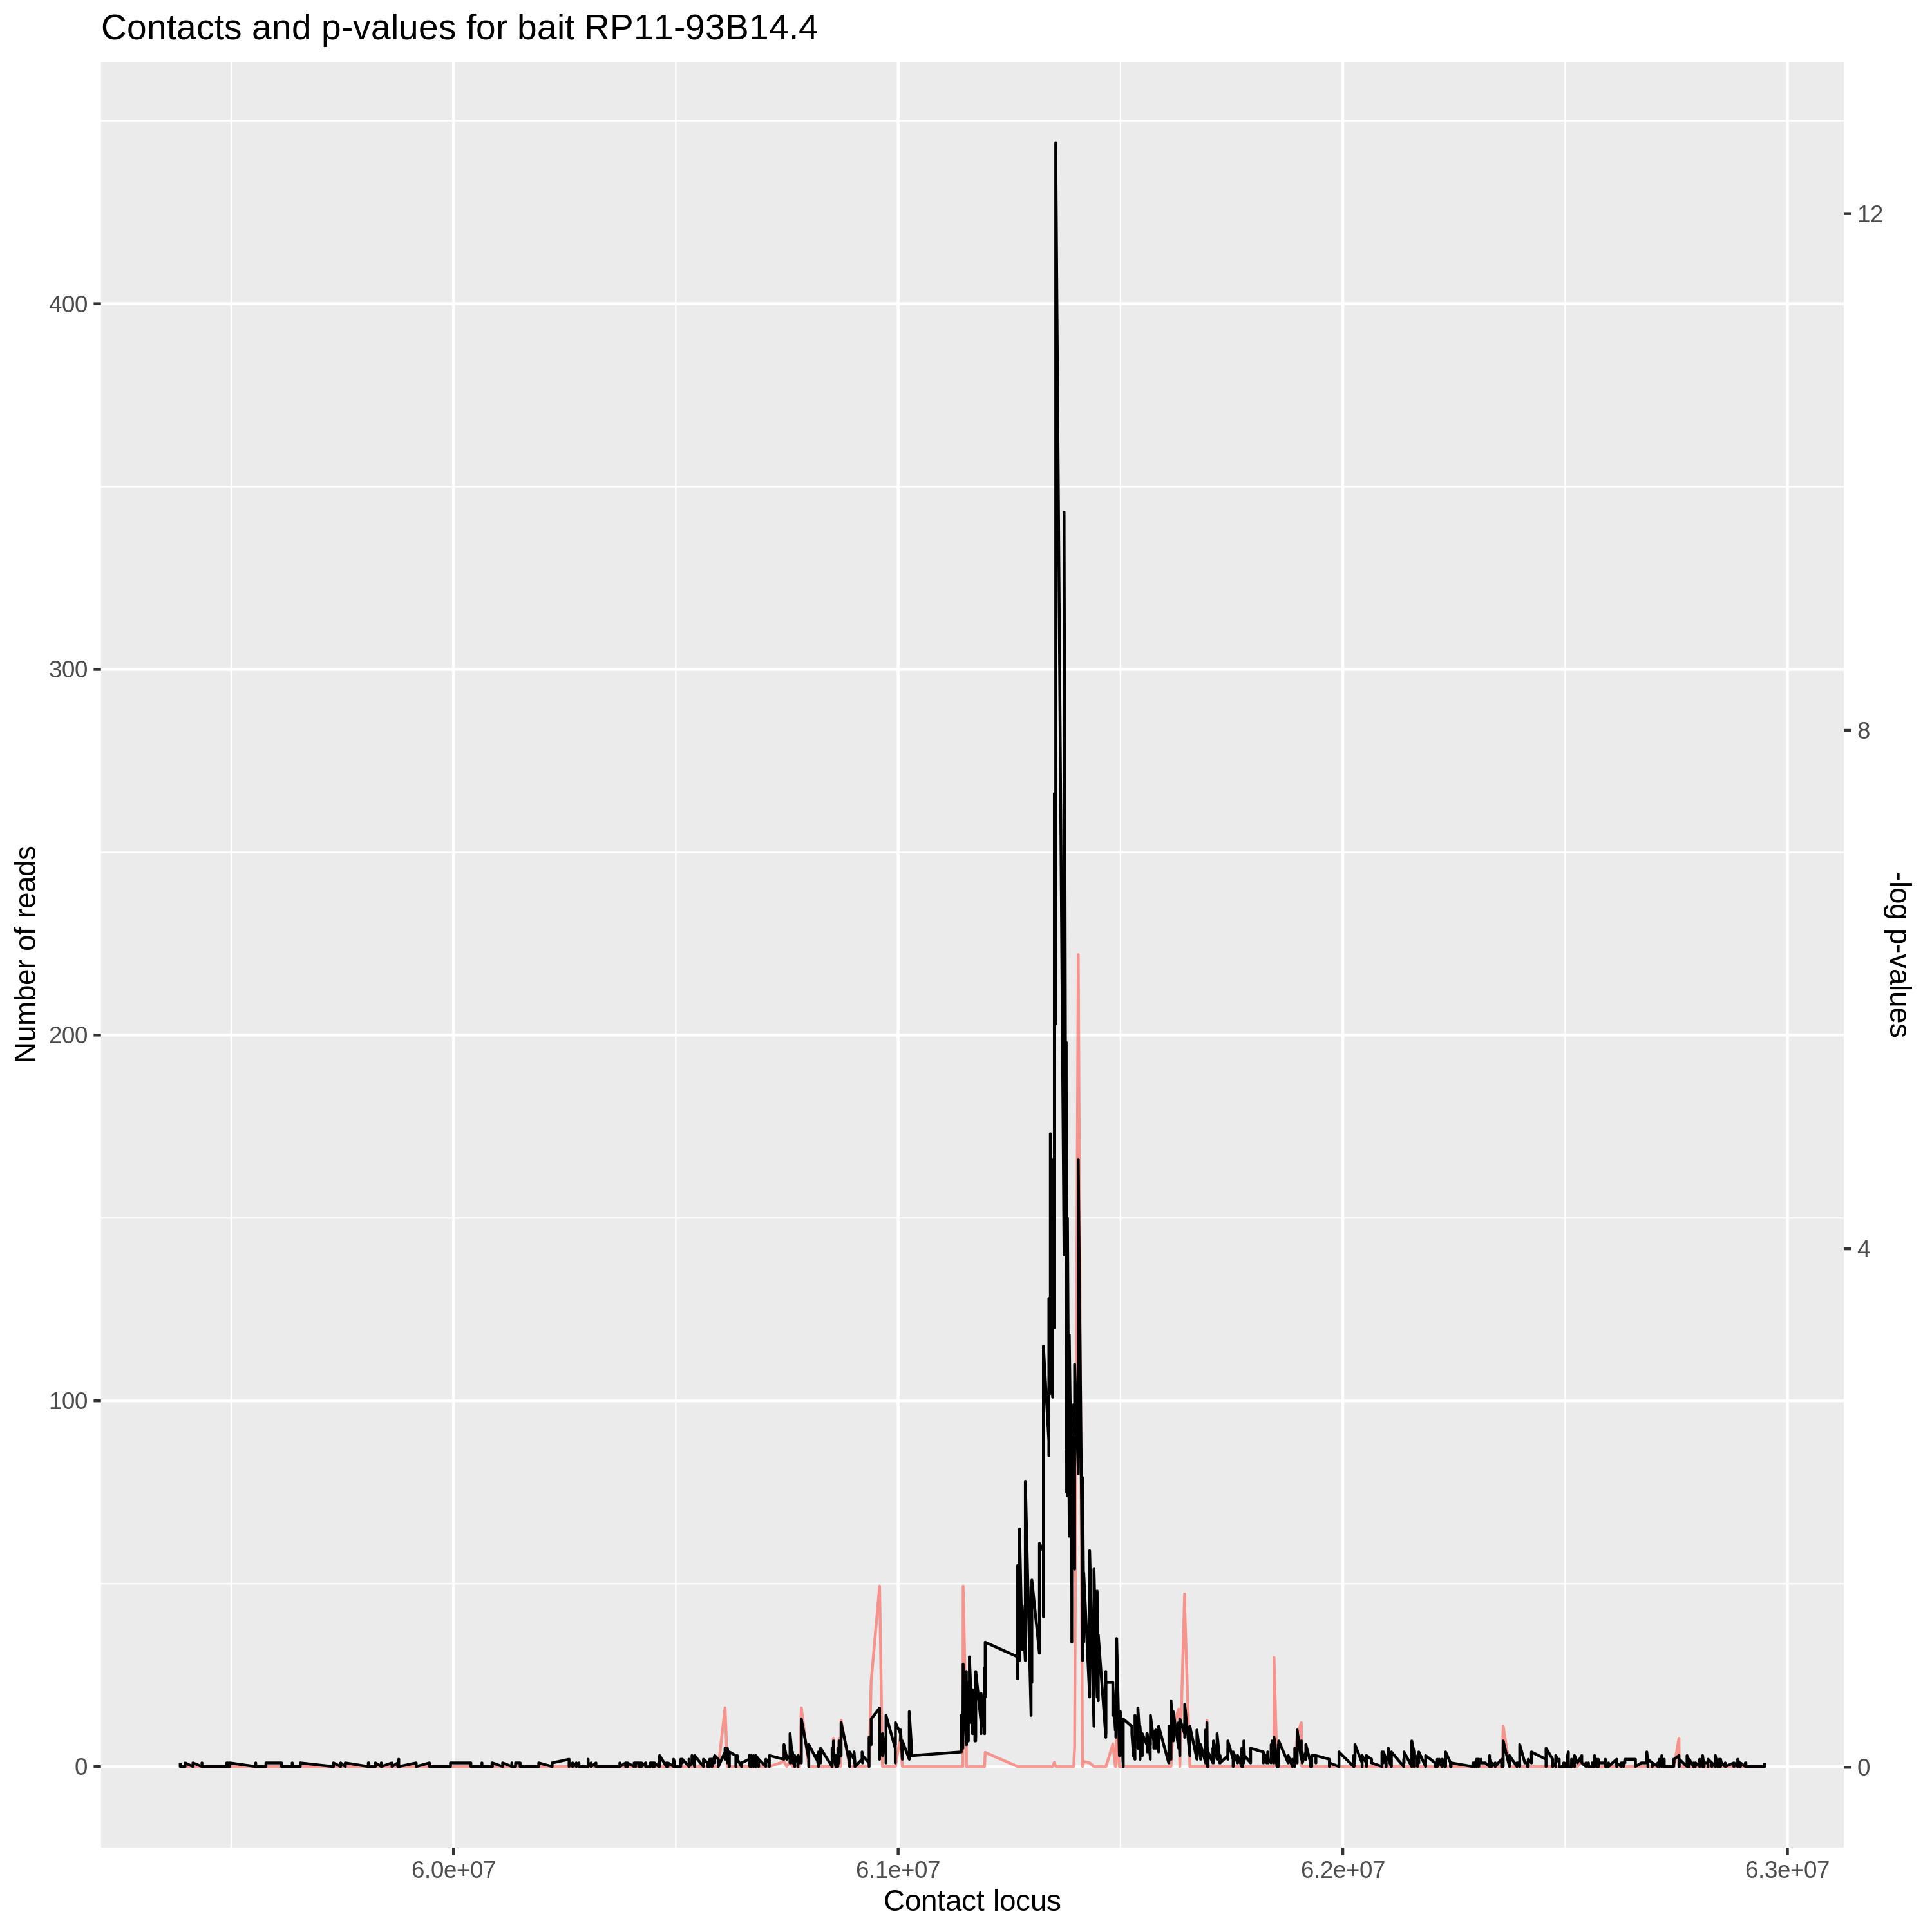 Contacts and p-values for bait RP11-93B14.4
400
300
200
100
0
Number of reads
12
8
4
0
-log p-values
6.0e+07
6.1e+07
6.2e+07
6.3e+07
Contact locus